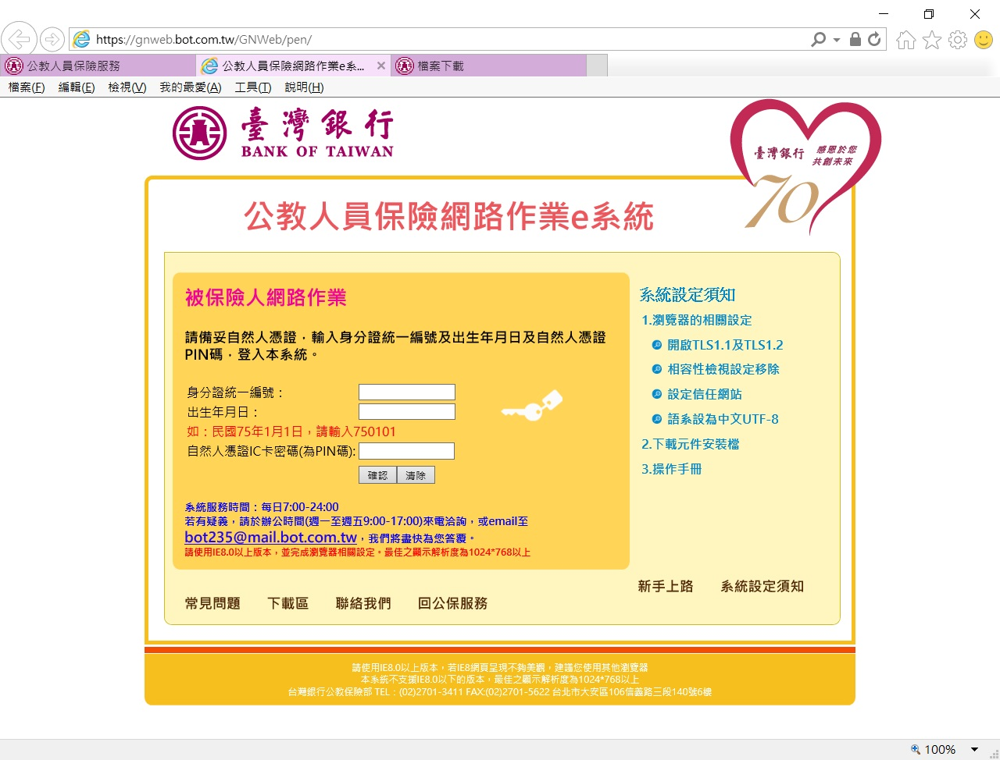 https://gnweb.bot.com.tw/GNWeb/pen/
公教人員保險服務
公教人員保險網路作業e系...
檔案下載
檔案(F) 編輯(E) 檢視(V) 我的最愛(A) 工具(T) 說明(H)
臺灣銀行
BANK OF TAIWAN
臺灣銀行 感恩於您
共創未來
70
公教人員保險網路作業e系統
被保險人網路作業
請備妥自然人憑證，輸入身分證統一編號及出生年月日及自然人憑證
PIN碼，登入本系統。
身分證統一編號：
出生年月日：
如：民國75年1月1日，請輸入750101
自然人憑證IC卡密碼(為PIN碼):
確認 清除
系統服務時間：每日7:00-24:00
若有疑義，請於辦公時間(週一至週五9:00-17:00)來電洽詢，或email至
bot235@mail.bot.com.tw，我們將盡快為您答覆。
請使用IE8.0以上版本，並完成瀏覽器相關設定。最佳之顯示解析度為1024*768以上
系統設定須知
1.瀏覽器的相關設定
開啟TLS1.1及TLS1.2
相容性檢視設定移除
設定信任網站
語系設為中文UTF-8
2.下載元件安裝檔
3.操作手冊
新手上路 系統設定須知
常見問題 下載區 聯絡我們 回公保服務
請使用IE8.0以上版本，若IE8網頁呈現不夠美觀，建議您使用其他瀏覽器
本系統不支援IE8.0以下的版本，最佳之顯示解析度為1024*768以上
台灣銀行公教保險部 TEL：(02)2701-3411 FAX:(02)2701-5622 台北市大安區106信義路三段140號6樓
100%